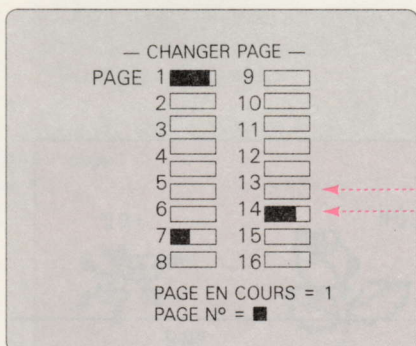 — CHANGER PAGE —
PAGE 1 9
2 10
3 11
4 12
5 13
6 14
7 15
8 16
PAGE EN COURS = 1
PAGE Nº =